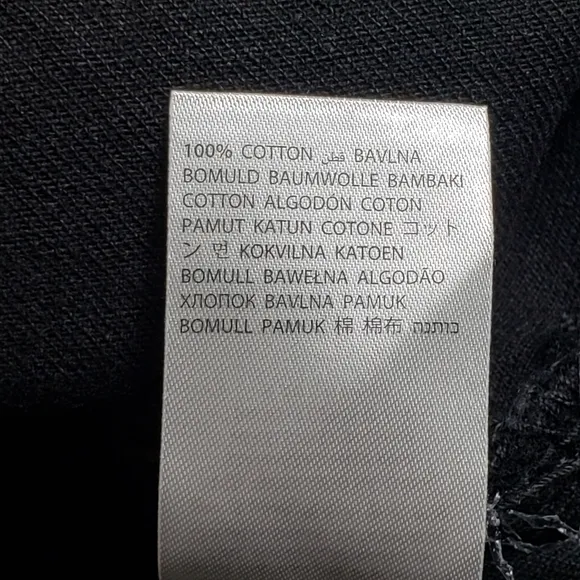 100% COTTON قطن BAVLNA
BOMULD BAUMWOLLE BAMBAKI
COTTON ALGODÓN COTON
PAMUT KATUN COTONE コット
ン 면 KOKVILNA KATOEN
BOMULL BAWEŁNA ALGODÃO
ХЛОПОК BAVLNA PAMUK
BOMULL PAMUK 棉 棉布 כותנה